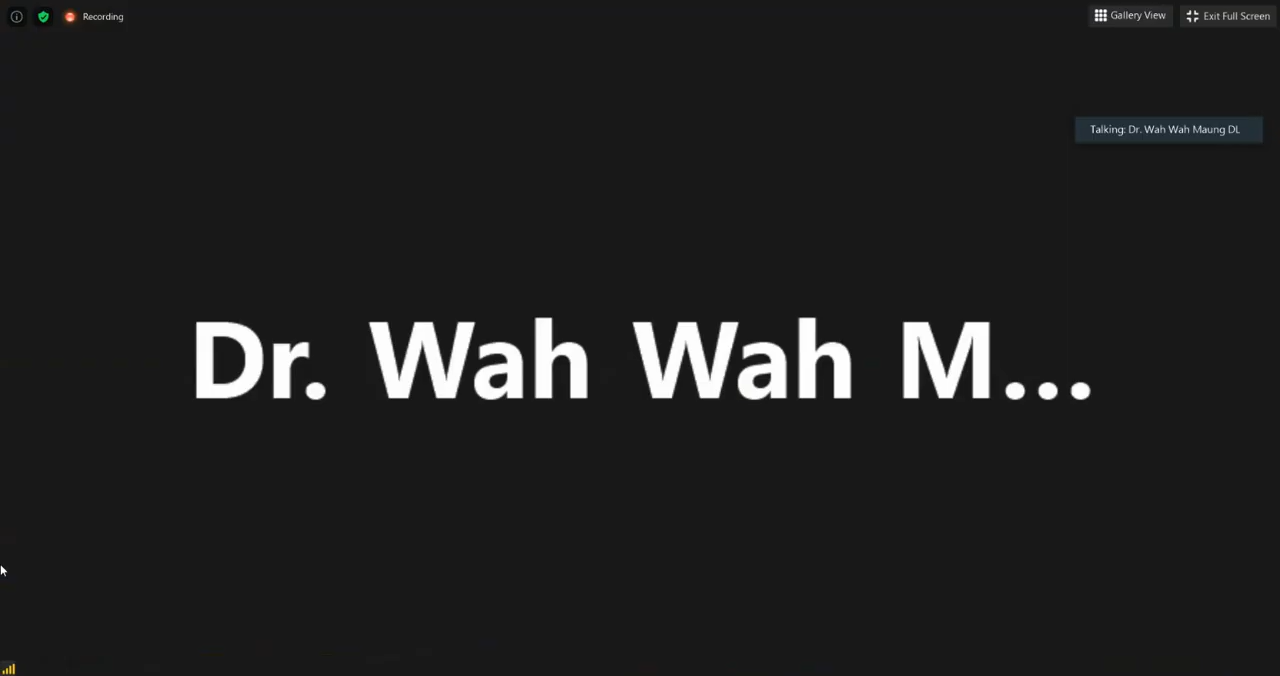 Recording
Gallery View
Exit Full Screen
Talking: Dr. Wah Wah Maung DL
Dr. Wah Wah M...